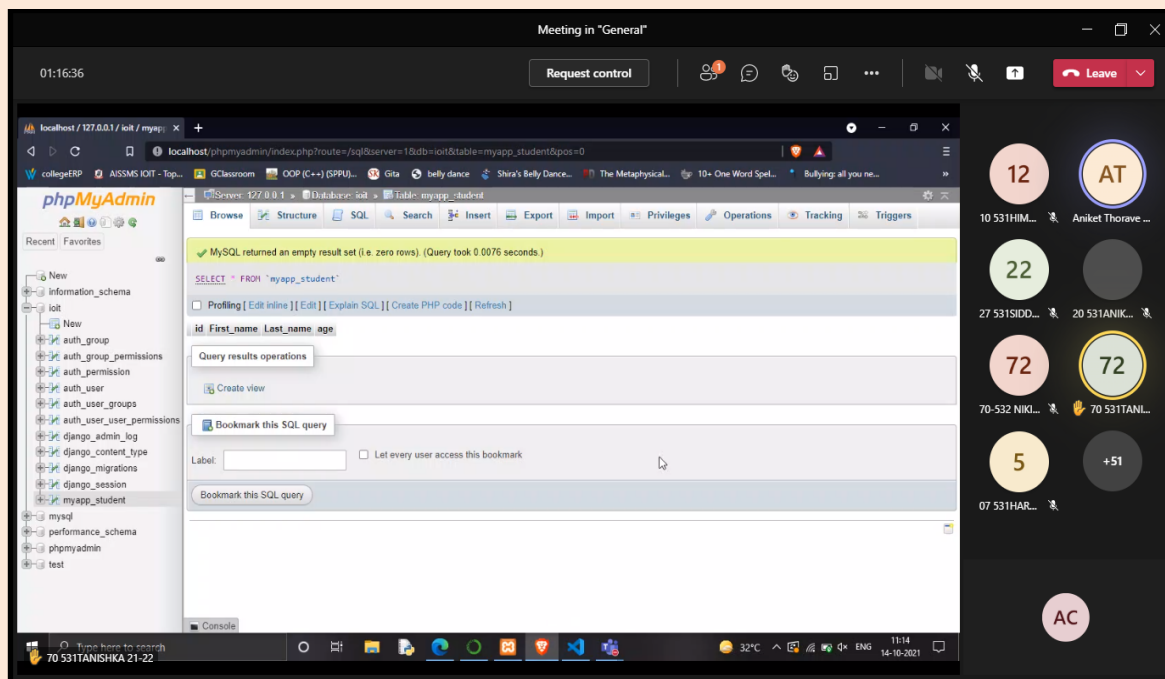 Meeting in "General"
01:16:36
Request control
1
Leave
localhost / 127.0.0.1 / ioit / myapp
localhost/phpmyadmin/index.php?route=/sql&server=1&db=ioit&table=myapp_student&pos=0
collegeERP AISSMS IOIT - Top... GClassroom OOP (C++) (SPPU)... Gita belly dance Shira's Belly Dance... The Metaphysical... 10+ One Word Spel... Bullying: all you ne...
phpMyAdmin
Recent Favorites
New
information_schema
ioit
New
auth_group
auth_group_permissions
auth_permission
auth_user
auth_user_groups
auth_user_user_permissions
django_admin_log
django_content_type
django_migrations
django_session
myapp_student
mysql
performance_schema
phpmyadmin
test
Server: 127.0.0.1 » Database: ioit » Table: myapp_student
Browse Structure SQL Search Insert Export Import Privileges Operations Tracking Triggers
MySQL returned an empty result set (i.e. zero rows). (Query took 0.0076 seconds.)
SELECT * FROM `myapp_student`
Profiling [ Edit inline ] [ Edit ] [ Explain SQL ] [ Create PHP code ] [ Refresh ]
id First_name Last_name age
Query results operations
Create view
Bookmark this SQL query
Label: Let every user access this bookmark
Bookmark this SQL query
Console
Type here to search
32°C ENG 11:14
14-10-2021
70 531TANISHKA 21-22
12 AT
10 531HIM... Aniket Thorave ...
22
27 531SIDD... 20 531ANIK...
72 72
70-532 NIKI... 70 531TANI...
5 +51
07 531HAR...
AC